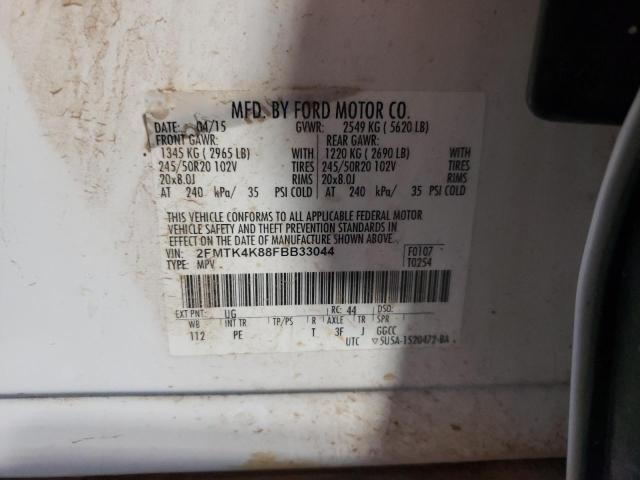 MFD. BY FORD MOTOR CO.
DATE: 04/15 GVWR: 2549 KG ( 5620 LB)
FRONT GAWR: REAR GAWR:
1345 KG ( 2965 LB) WITH 1220 KG ( 2690 LB) WITH
245/50R20 102V TIRES 245/50R20 102V TIRES
20x8.0J RIMS 20x8.0J RIMS
AT 240 kPa/ 35 PSI COLD AT 240 kPa/ 35 PSI COLD
THIS VEHICLE CONFORMS TO ALL APPLICABLE FEDERAL MOTOR
VEHICLE SAFETY AND THEFT PREVENTION STANDARDS IN
EFFECT ON THE DATE OF MANUFACTURE SHOWN ABOVE.
VIN: 2FMTK4K88FBB33044 F0107
TYPE: MPV T0254
EXT PNT: UG RC: 44 DSO:
WB INT TR TP/PS R AXLE TR SPR
112 PE T 3F J GGCC
UTC ▽5U5A-1520472-BA